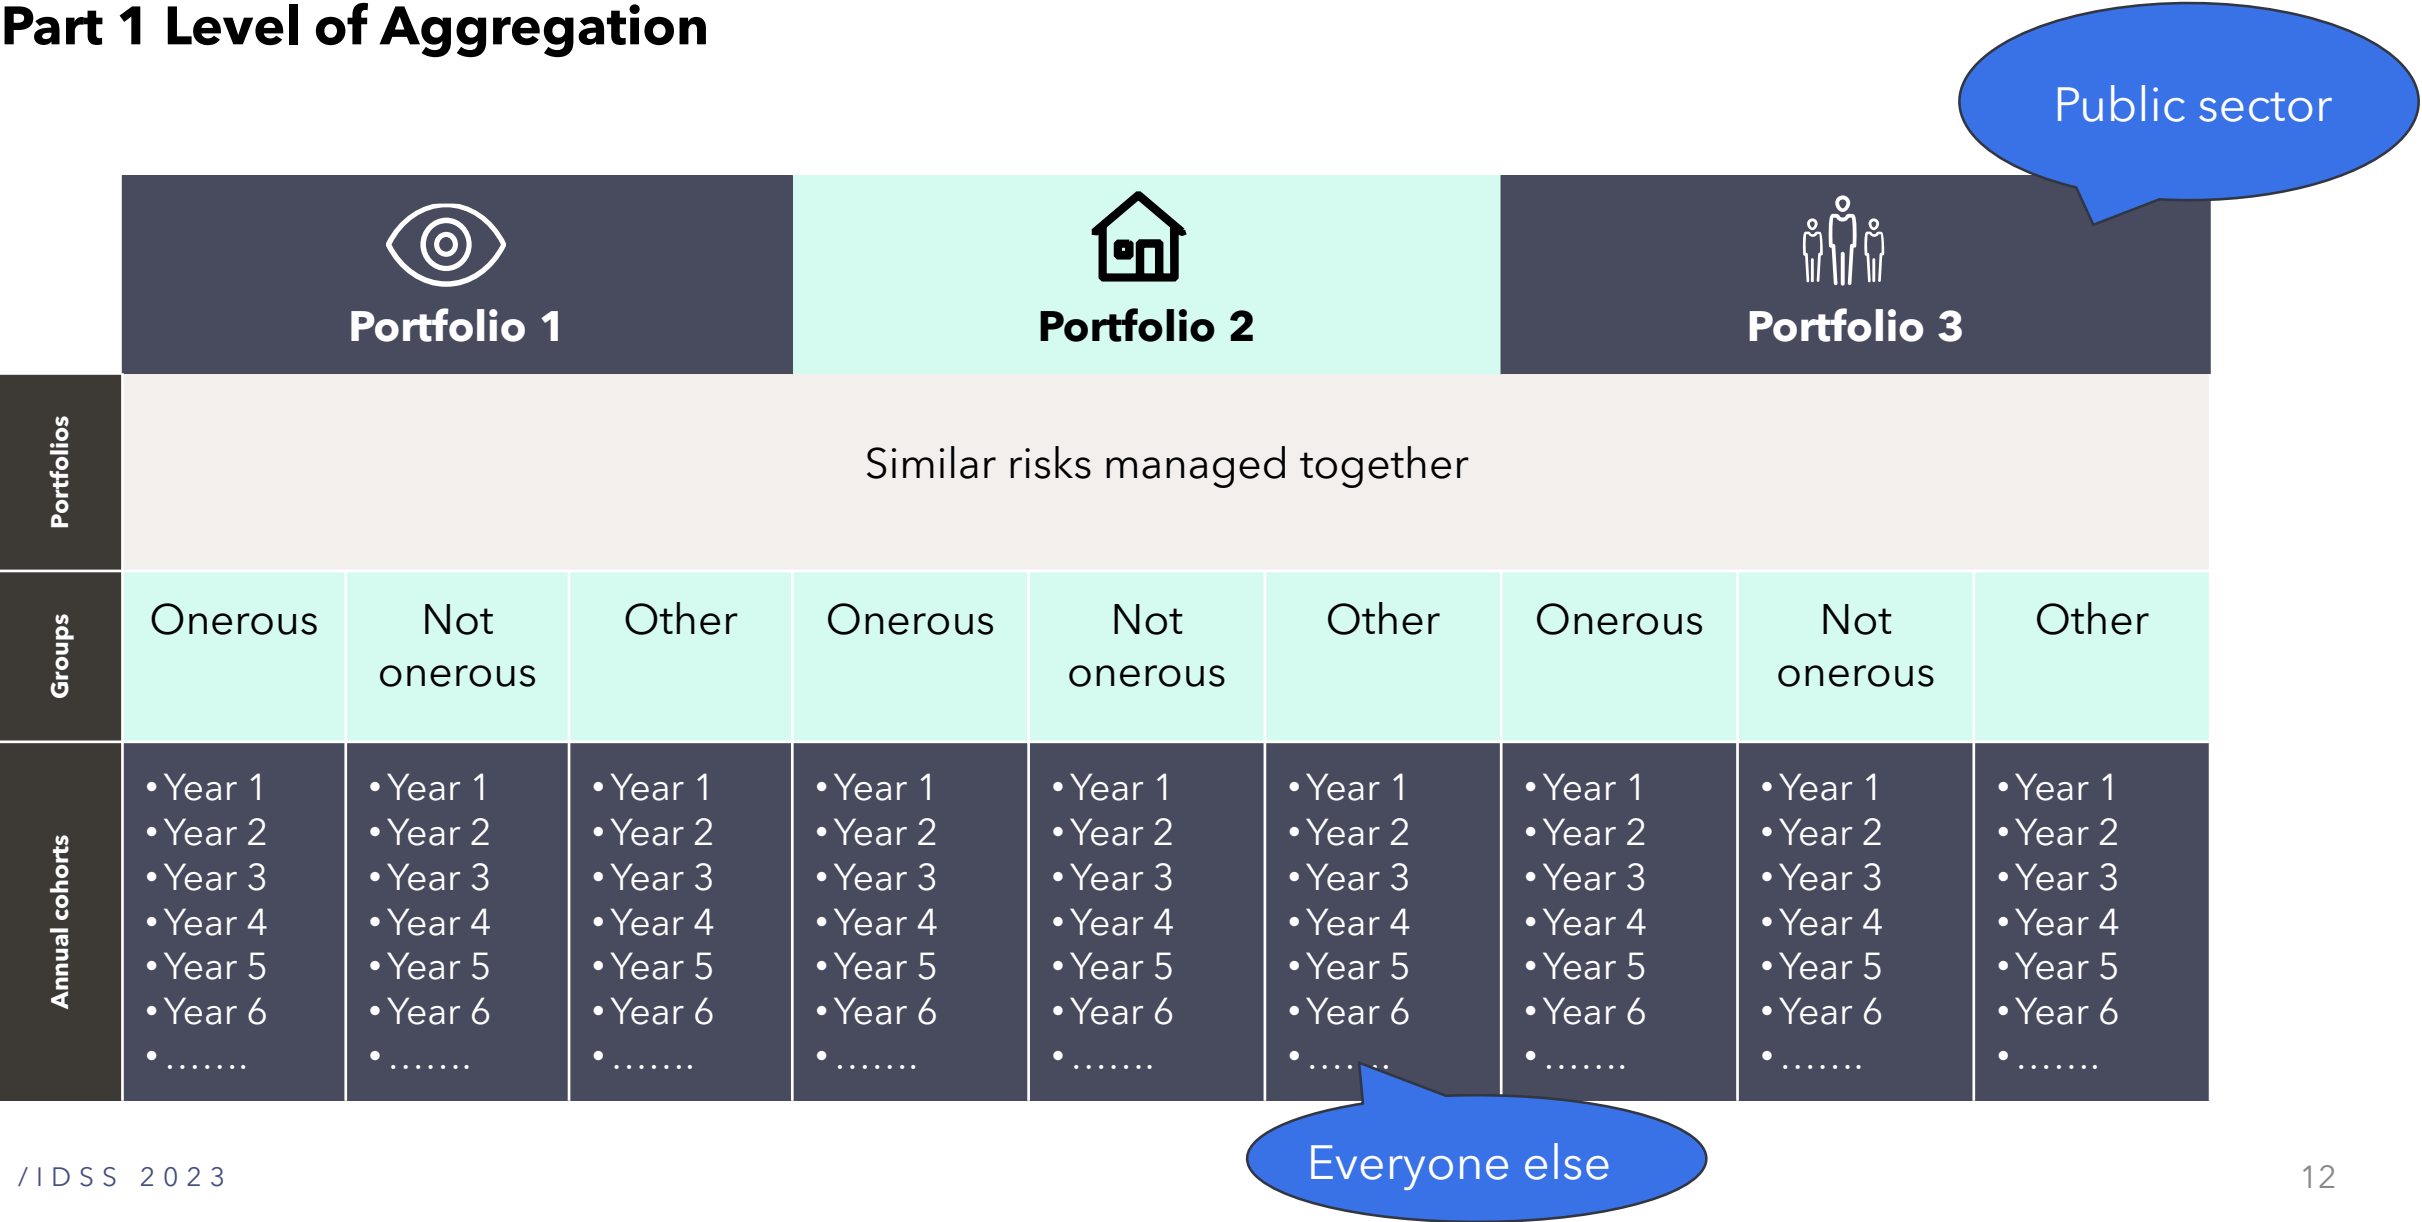 Part 1 Level of Aggregation
Public sector
Portfolio 1
Portfolio 2
Portfolio 3
Portfolios
Similar risks managed together
Groups
Onerous
Not
onerous
Other
Onerous
Not
onerous
Other
Onerous
Not
onerous
Other
Annual cohorts
•Year 1
•Year 2
•Year 3
•Year 4
•Year 5
•Year 6
•.......
•Year 1
•Year 2
•Year 3
•Year 4
•Year 5
•Year 6
•.......
•Year 1
•Year 2
•Year 3
•Year 4
•Year 5
•Year 6
•.......
•Year 1
•Year 2
•Year 3
•Year 4
•Year 5
•Year 6
•.......
•Year 1
•Year 2
•Year 3
•Year 4
•Year 5
•Year 6
•.......
•Year 1
•Year 2
•Year 3
•Year 4
•Year 5
•Year 6
•.......
•Year 1
•Year 2
•Year 3
•Year 4
•Year 5
•Year 6
•.......
•Year 1
•Year 2
•Year 3
•Year 4
•Year 5
•Year 6
•.......
•Year 1
•Year 2
•Year 3
•Year 4
•Year 5
•Year 6
•.......
Everyone else
/IDSS 2023
12